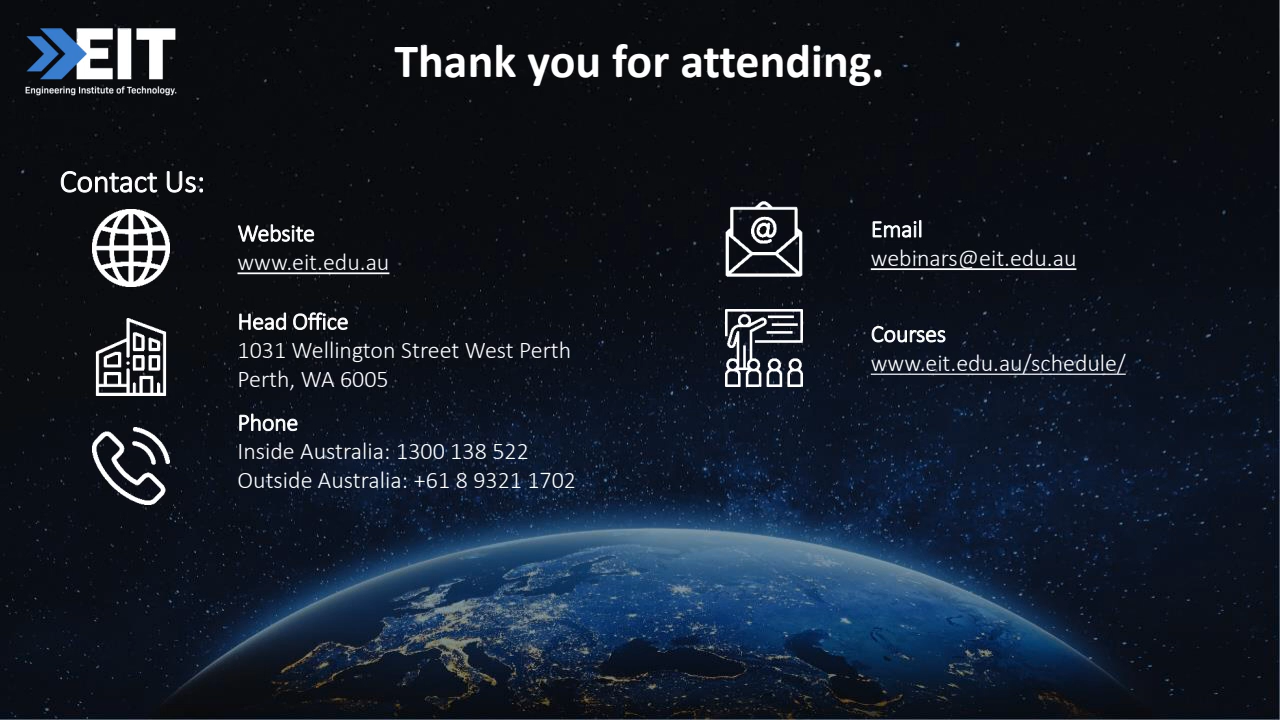 EIT
Engineering Institute of Technology.
Thank you for attending.
Contact Us:
Website
www.eit.edu.au
Head Office
1031 Wellington Street West Perth
Perth, WA 6005
Phone
Inside Australia: 1300 138 522
Outside Australia: +61 8 9321 1702
@
Email
webinars@eit.edu.au
Courses
www.eit.edu.au/schedule/